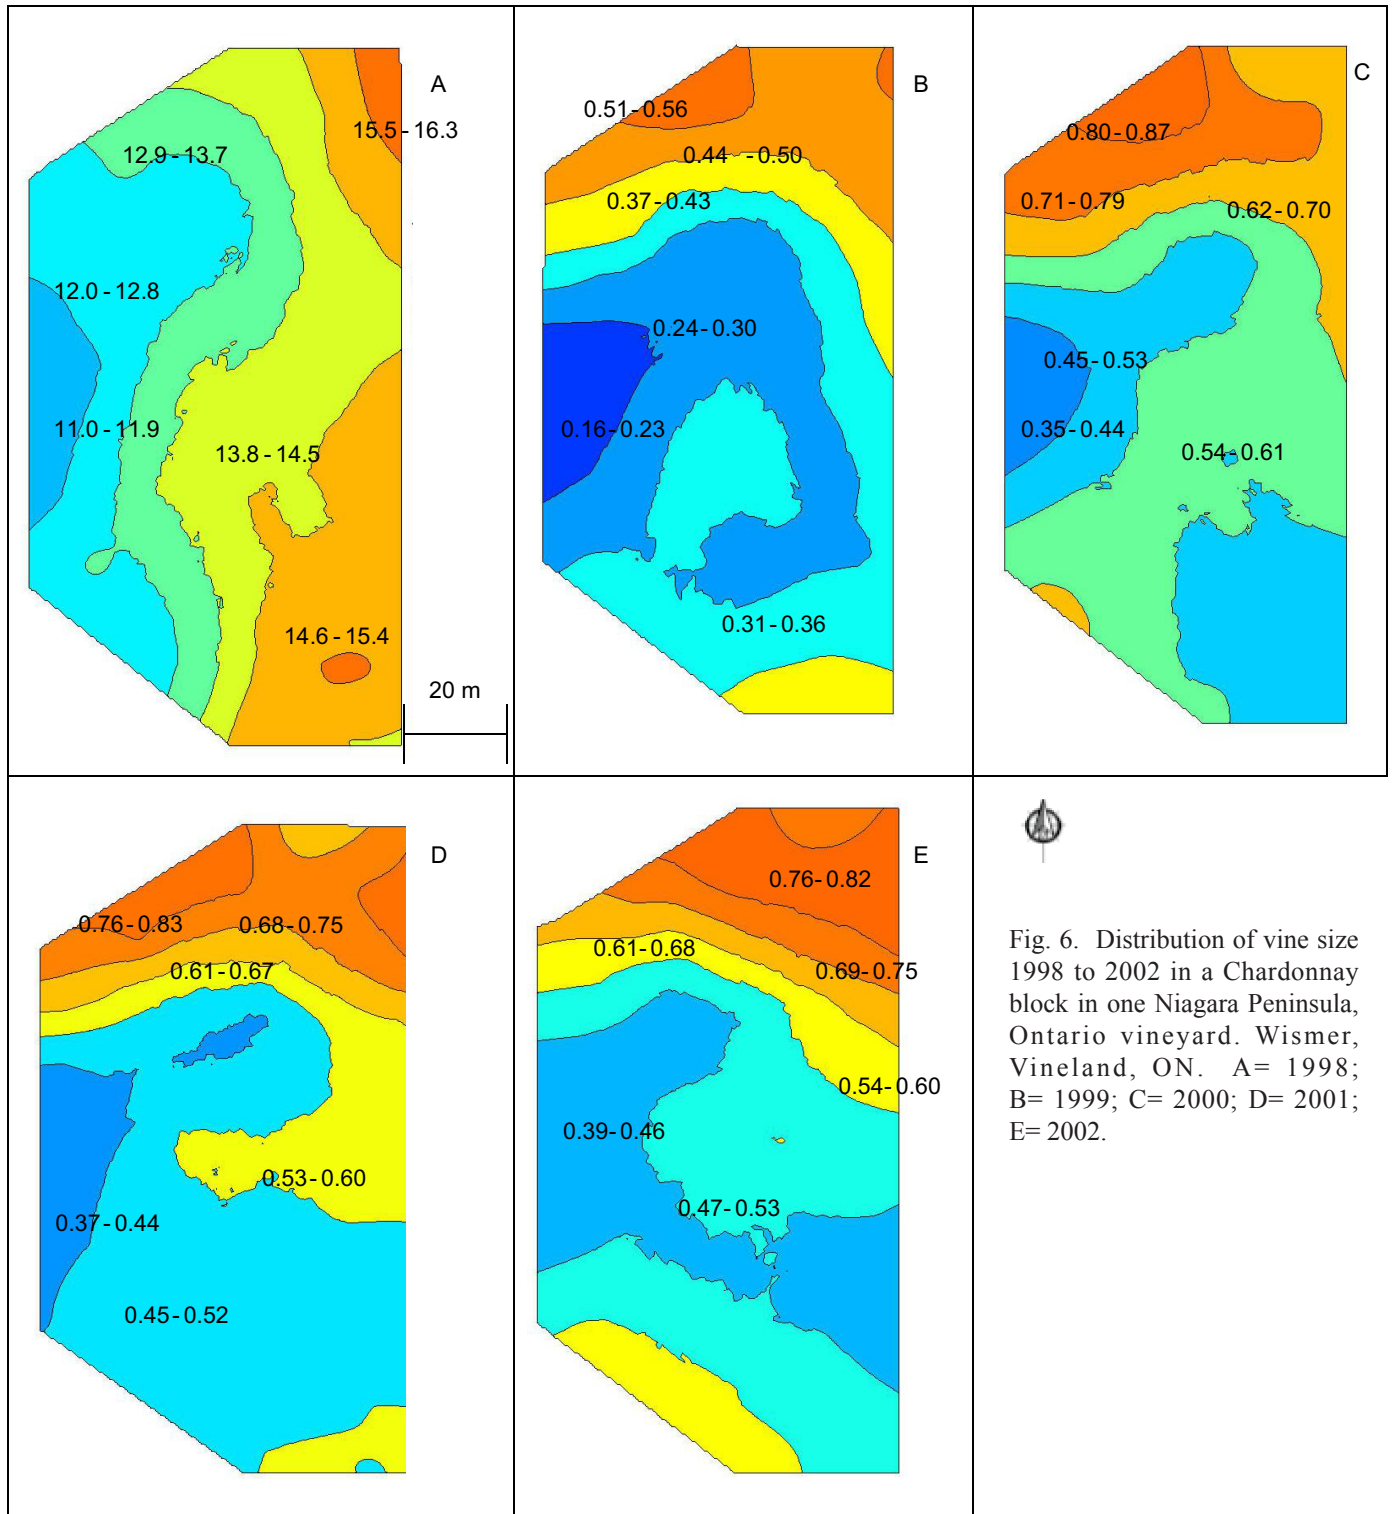 A
15.5 - 16.3
12.9 - 13.7
12.0 - 12.8
11.0 - 11.9
13.8 - 14.5
14.6 - 15.4
20 m
B
0.51 - 0.56
0.44 - 0.50
0.37 - 0.43
0.24 - 0.30
0.16 - 0.23
0.31 - 0.36
C
0.80 - 0.87
0.71 - 0.79
0.62 - 0.70
0.45 - 0.53
0.35 - 0.44
0.54 - 0.61
D
0.76 - 0.83
0.68 - 0.75
0.61 - 0.67
0.53 - 0.60
0.37 - 0.44
0.45 - 0.52
E
0.76 - 0.82
0.61 - 0.68
0.69 - 0.75
0.54 - 0.60
0.39 - 0.46
0.47 - 0.53
Fig. 6. Distribution of vine size
1998 to 2002 in a Chardonnay
block in one Niagara Peninsula,
Ontario vineyard. Wismer,
Vineland, ON. A= 1998;
B= 1999; C= 2000; D= 2001;
E= 2002.